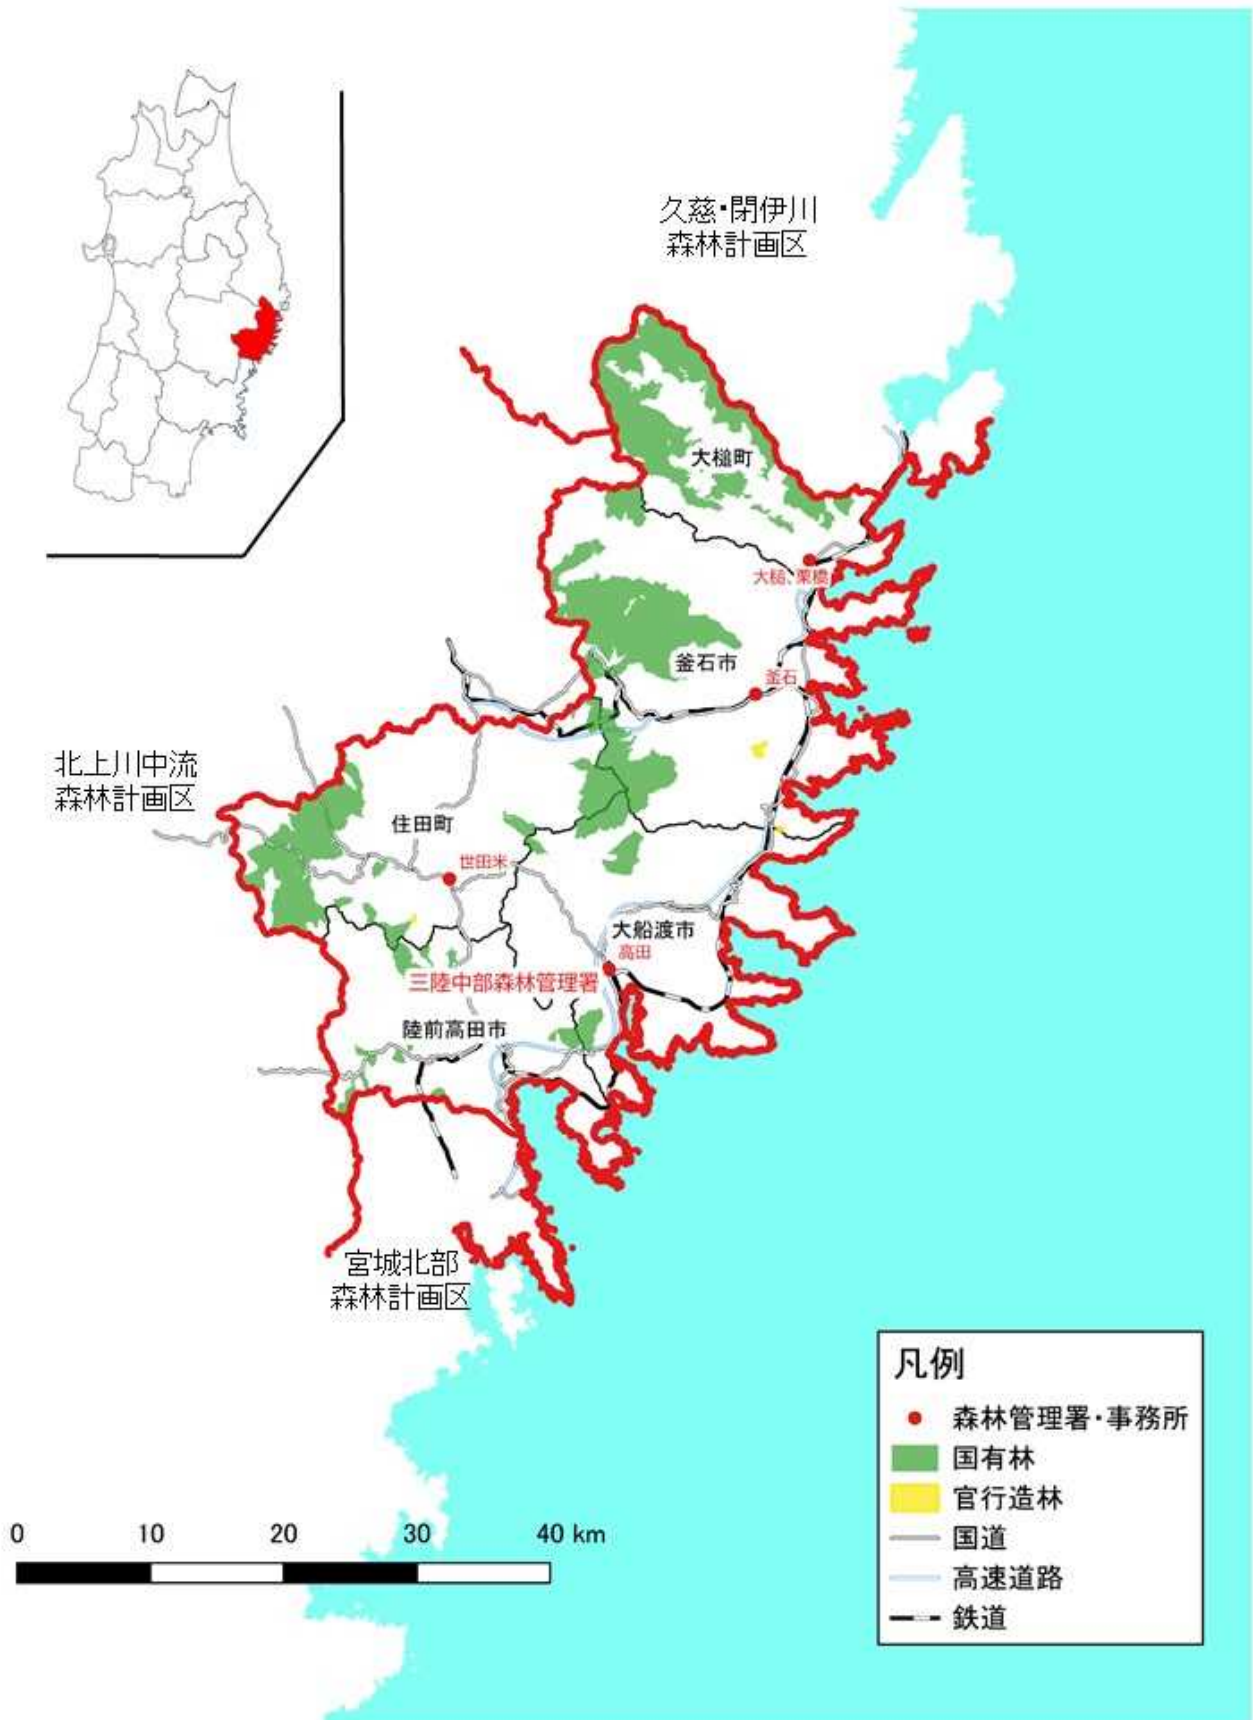 久慈・閉伊川
森林計画区
大槌町
大槌、栗橋
釜石市
釜石
北上川中流
森林計画区
住田町
世田米
大船渡市
高田
三陸中部森林管理署
陸前高田市
宮城北部
森林計画区
凡例
森林管理署・事務所
国有林
官行造林
国道
高速道路
鉄道
0 10 20 30 40 km